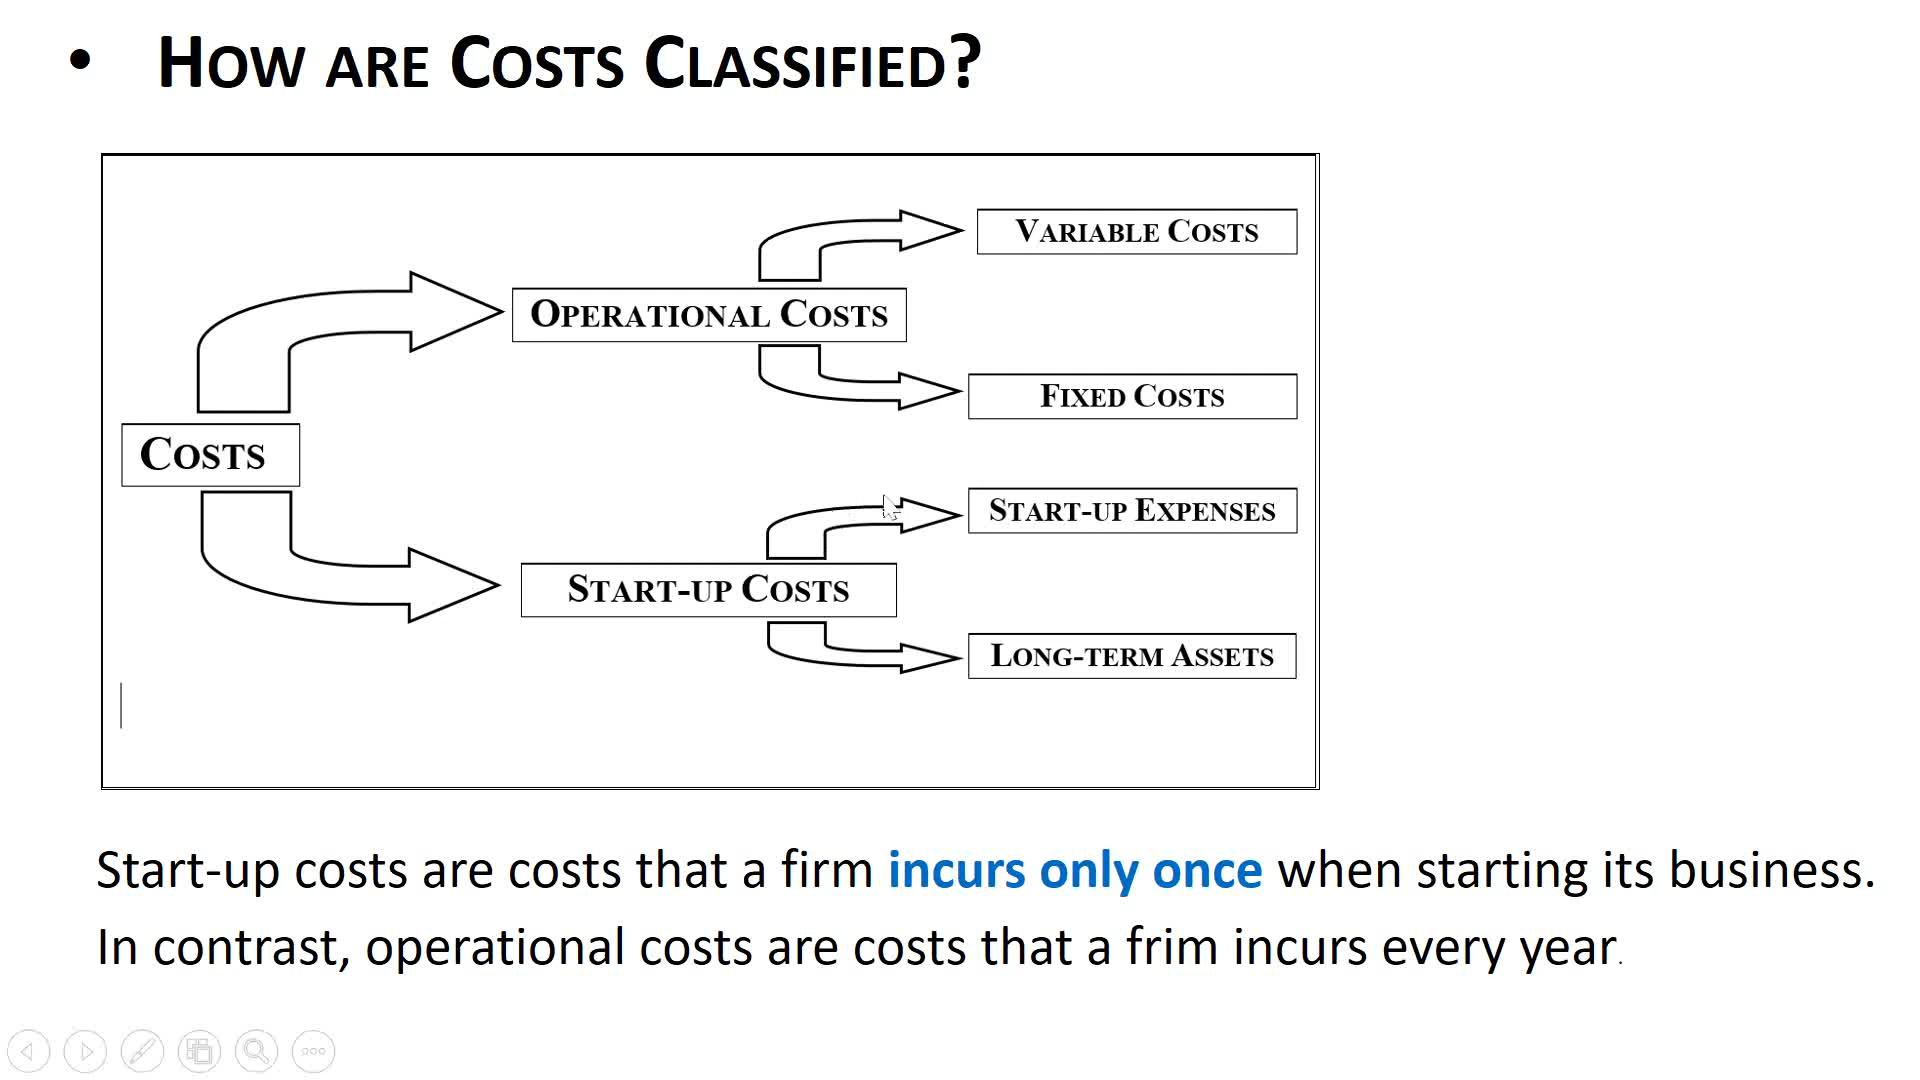 • HOW ARE COSTS CLASSIFIED?
VARIABLE COSTS
OPERATIONAL COSTS
FIXED COSTS
COSTS
START-UP EXPENSES
START-UP COSTS
LONG-TERM ASSETS
Start-up costs are costs that a firm incurs only once when starting its business.
In contrast, operational costs are costs that a frim incurs every year.